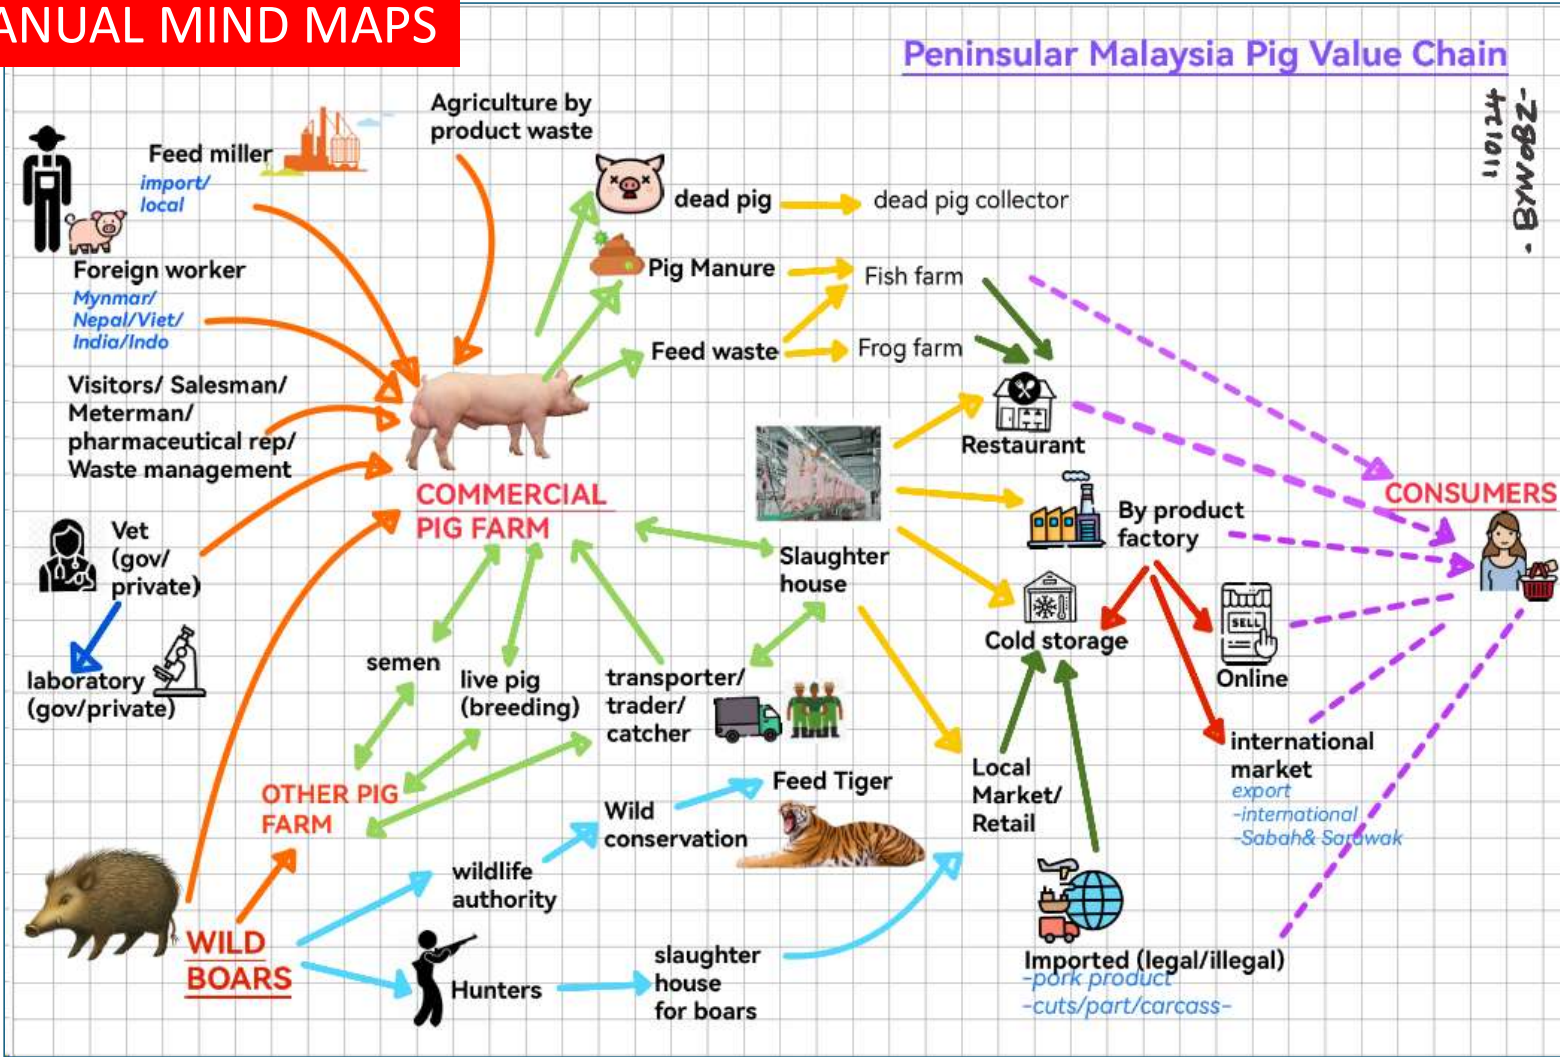 ANUAL MIND MAPS
Peninsular Malaysia Pig Value Chain
411011
- BYWOBZ-
Agriculture by
product waste
Feed miller
import/
local
dead pig
dead pig collector
Foreign worker
Mynmar/
Nepal/Viet/
India/Indo
Pig Manure
Fish farm
Feed waste
Frog farm
Visitors/ Salesman/
Meterman/
pharmaceutical rep/
Waste management
Restaurant
COMMERCIAL
PIG FARM
CONSUMERS
By product
factory
Vet
(gov/
private)
Slaughter
house
Cold storage
SELL
Online
laboratory
(gov/private)
semen
live pig
(breeding)
transporter/
trader/
catcher
international
market
export
-international
-Sabah& Sarawak
Local
Market/
Retail
OTHER PIG
FARM
Feed Tiger
Wild
conservation
wildlife
authority
WILD
BOARS
Hunters
slaughter
house
for boars
Imported (legal/illegal)
-pork product
-cuts/part/carcass-